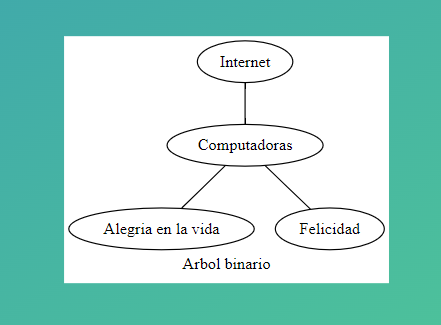 Internet
Computadoras
Alegria en la vida
Felicidad
Arbol binario